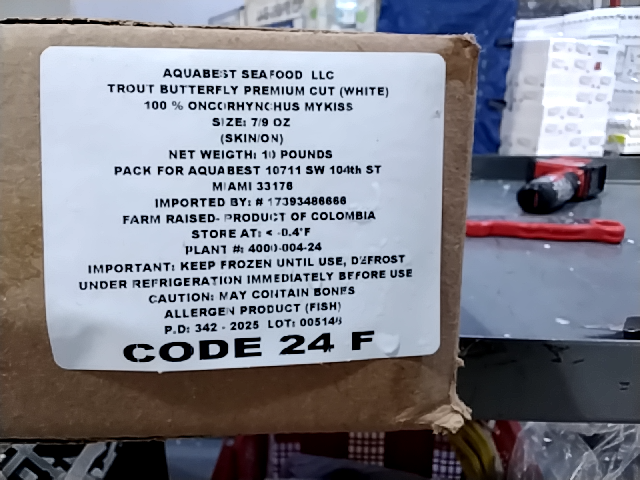 AQUABEST SEAFOOD LLC
TROUT BUTTERFLY PREMIUM CUT (WHITE)
100 % ONCORHYNCHUS MYKISS
SIZE: 7/9 OZ
(SKIN/ON)
NET WEIGTH: 10 POUNDS
PACK FOR AQUABEST 10711 SW 104th ST
MIAMI 33176
IMPORTED BY: # 17393486666
FARM RAISED- PRODUCT OF COLOMBIA
STORE AT: < -0.4°F
PLANT #: 4000-004-24
IMPORTANT: KEEP FROZEN UNTIL USE, DEFROST
UNDER REFRIGERATION IMMEDIATELY BEFORE USE
CAUTION: MAY CONTAIN BONES
ALLERGEN PRODUCT (FISH)
P.D: 342 - 2025 LOT:
CODE 24 F